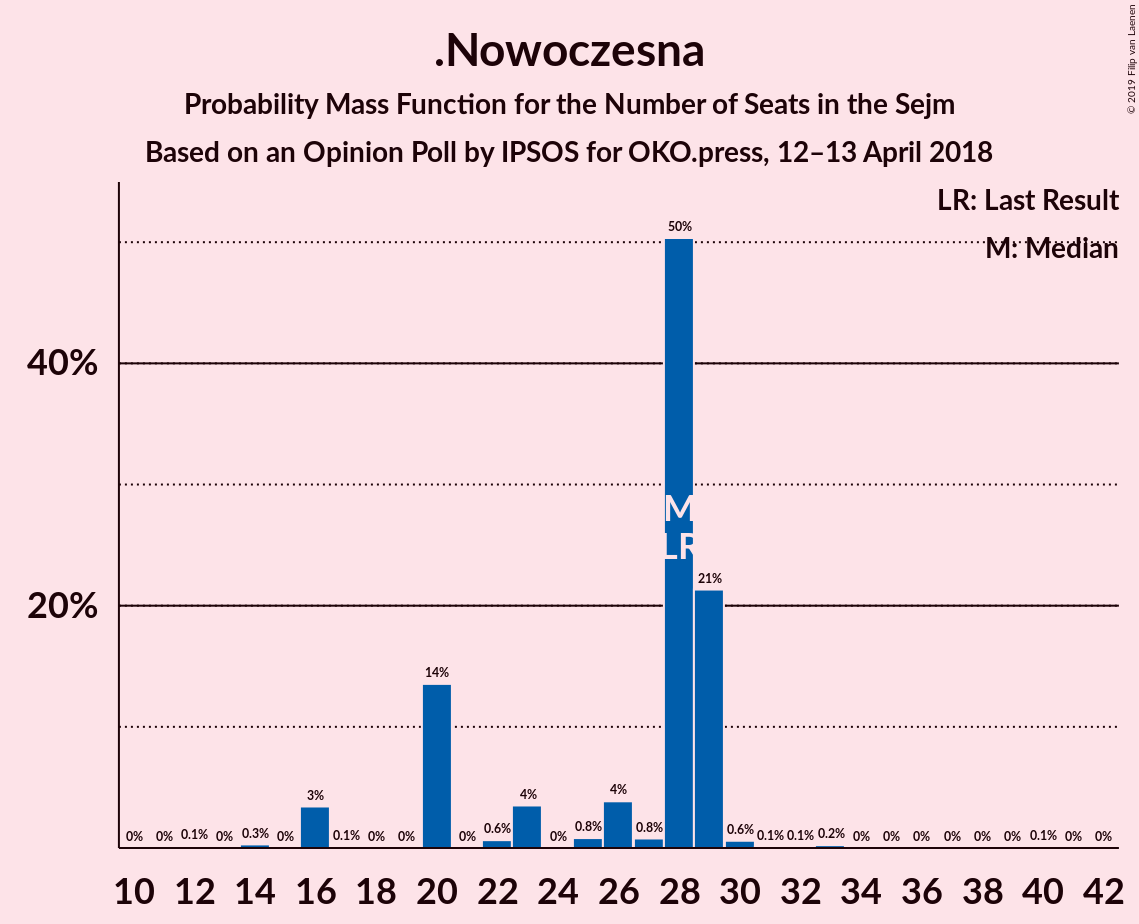 .Nowoczesna
Probability Mass Function for the Number of Seats in the Sejm
Based on an Opinion Poll by IPSOS for OKO.press, 12–13 April 2018
© 2019 Filip van Laenen
LR: Last Result
M: Median
40%
20%
0% 0% 0.1% 0% 0.3% 0% 3% 0.1% 0% 0% 14% 0% 0.6% 4% 0% 0.8% 4% 0.8% 50% 21% 0.6% 0.1% 0.1% 0.2% 0% 0% 0% 0% 0% 0% 0.1% 0% 0%
M
LR
10 12 14 16 18 20 22 24 26 28 30 32 34 36 38 40 42